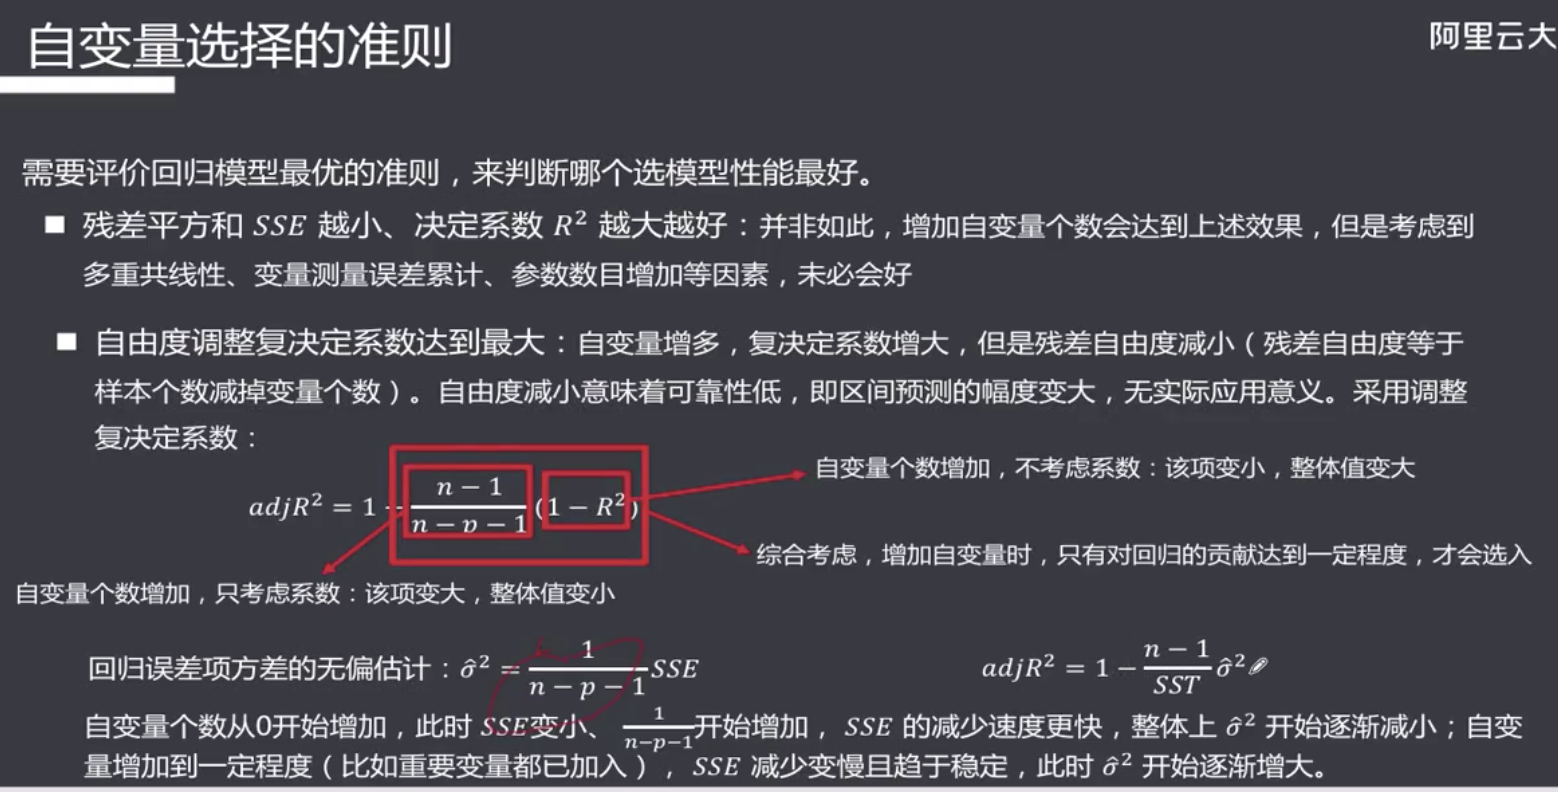 自变量选择的准则
阿里云大
需要评价回归模型最优的准则，来判断哪个选模型性能最好。
■ 残差平方和 SSE 越小、决定系数 R² 越大越好：并非如此，增加自变量个数会达到上述效果，但是考虑到
多重共线性、变量测量误差累计、参数数目增加等因素，未必会好
■ 自由度调整复决定系数达到最大：自变量增多，复决定系数增大，但是残差自由度减小（残差自由度等于
样本个数减掉变量个数）。自由度减小意味着可靠性低，即区间预测的幅度变大，无实际应用意义。采用调整
复决定系数：
自变量个数增加，不考虑系数：该项变小，整体值变大
adjR² = 1 − \frac{n − 1}{n − p − 1}(1 − R²)
综合考虑，增加自变量时，只有对回归的贡献达到一定程度，才会选入
自变量个数增加，只考虑系数：该项变大，整体值变小
回归误差项方差的无偏估计：σ̂² = \frac{1}{n − p − 1}SSE
adjR² = 1 − \frac{n − 1}{SST}σ̂²
自变量个数从0开始增加，此时 SSE变小、\frac{1}{n−p−1}开始增加， SSE 的减少速度更快，整体上 σ̂² 开始逐渐减小；自变
量增加到一定程度（比如重要变量都已加入）， SSE 减少变慢且趋于稳定，此时 σ̂² 开始逐渐增大。